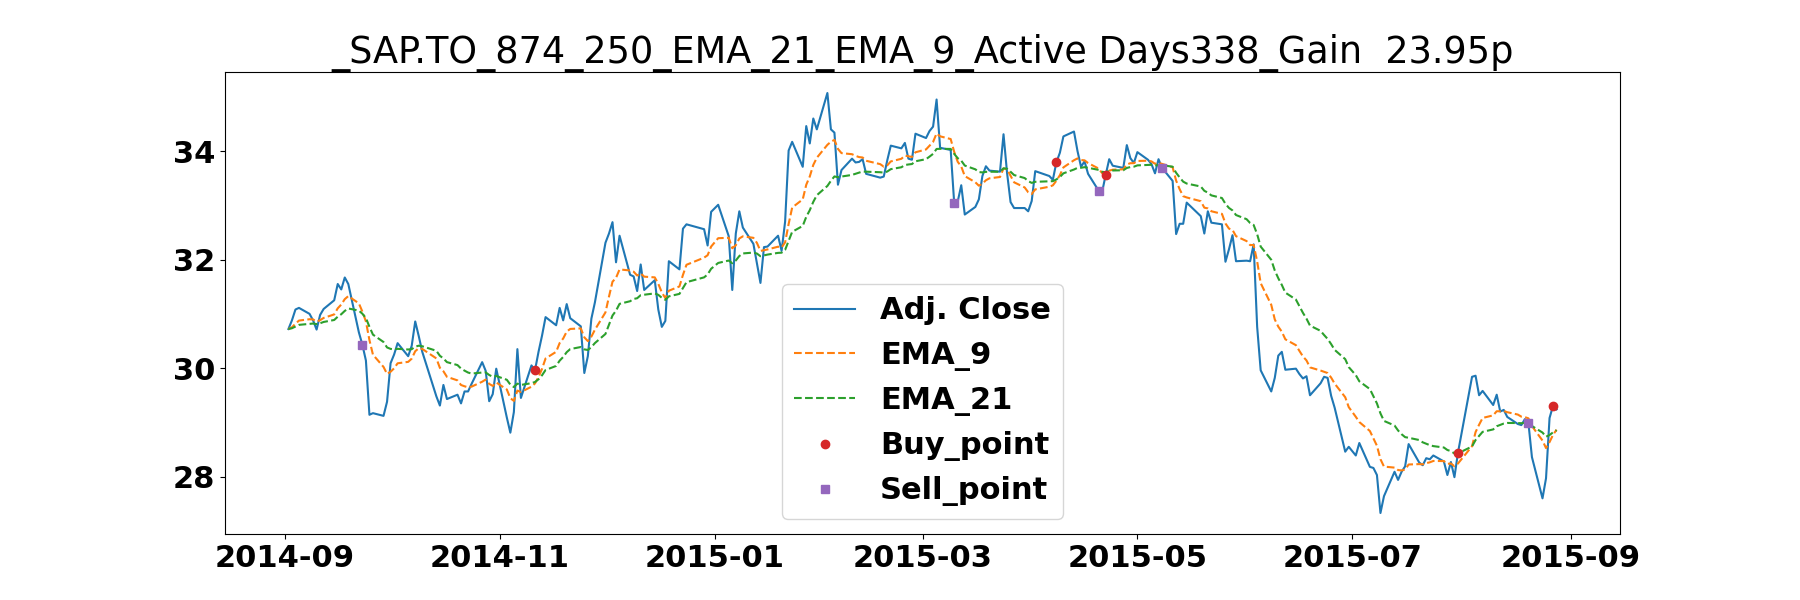 _SAP.TO_874_250_EMA_21_EMA_9_Active Days338_Gain  23.95p
34
32
30
28
Adj. Close
EMA_9
EMA_21
Buy_point
Sell_point
2014-09 2014-11 2015-01 2015-03 2015-05 2015-07 2015-09